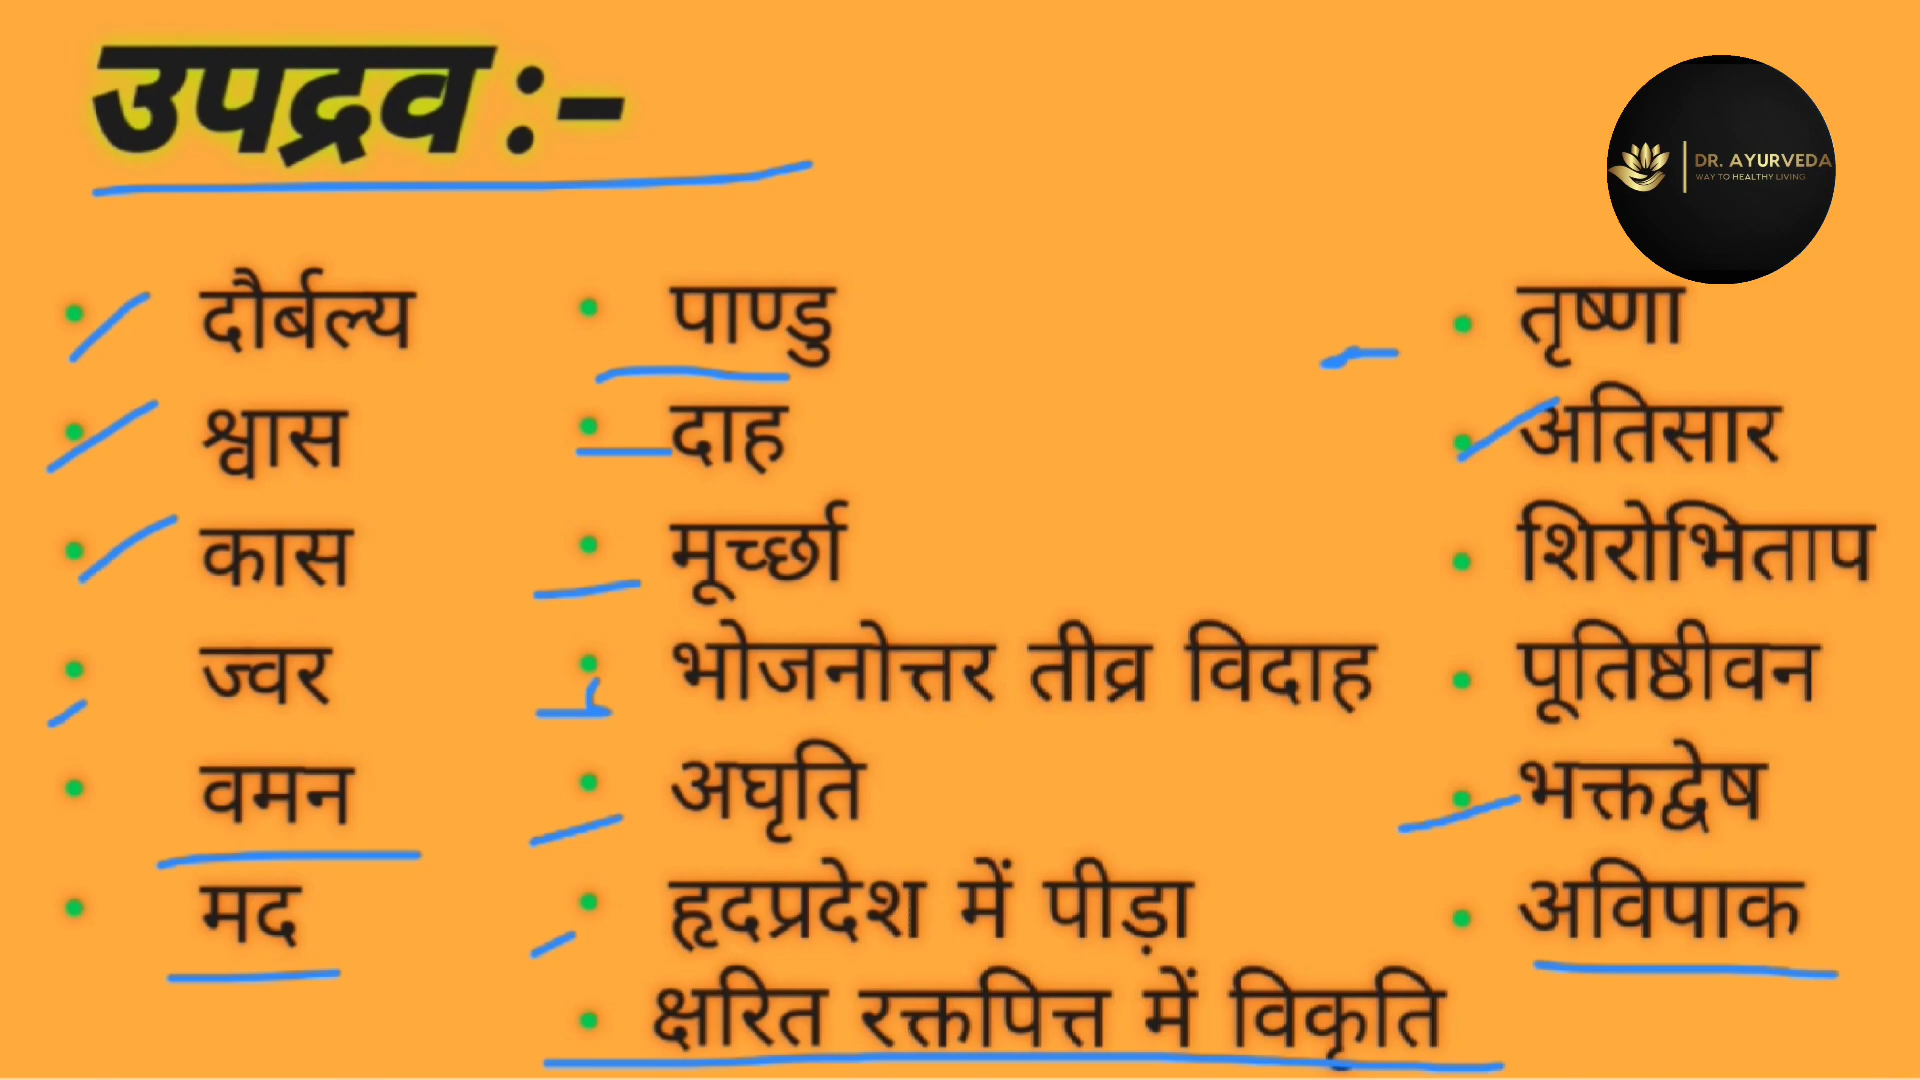 उपद्रव :-
DR. AYURVEDA
WAY TO HEALTHY LIVING
दौर्बल्य
श्वास
कास
ज्वर
वमन
मद
पाण्डु
दाह
मूर्च्छा
भोजनोत्तर तीव्र विदाह
अघृति
हृदप्रदेश में पीड़ा
क्षरित रक्तपित्त में विकृति
तृष्णा
अतिसार
शिरोभिताप
पूतिष्ठीवन
भक्तद्वेष
अविपाक